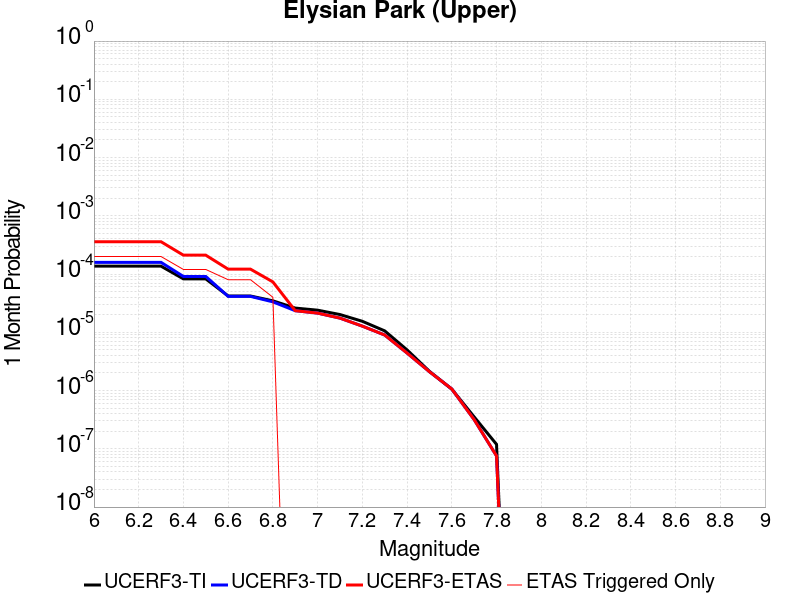 Elysian Park (Upper)
1 Month Probability
10^0
10^-1
10^-2
10^-3
10^-4
10^-5
10^-6
10^-7
10^-8
6 6.2 6.4 6.6 6.8 7 7.2 7.4 7.6 7.8 8 8.2 8.4 8.6 8.8 9
Magnitude
UCERF3-TI UCERF3-TD UCERF3-ETAS ETAS Triggered Only